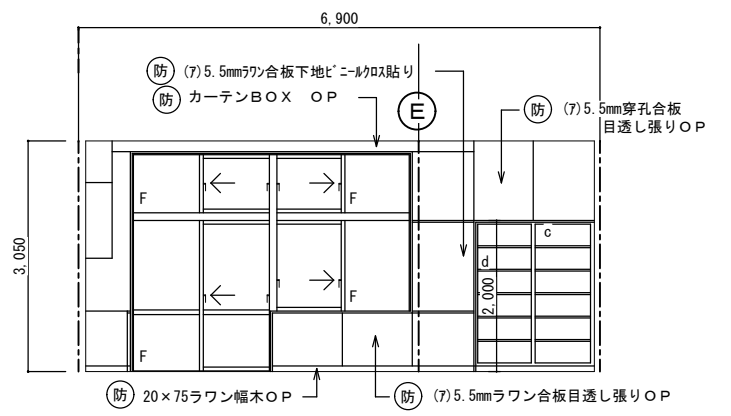 6,900
防 (ｱ)5.5mmﾗﾜﾝ合板下地ﾋﾞﾆｰﾙｸﾛｽ貼り
防 カーテンＢＯＸ　ＯＰ
E
防 (ｱ)5.5mm穿孔合板
目透し張りＯＰ
3,050
F
F
F
F
c
d
2,000
防 20×75ラワン幅木ＯＰ
防 (ｱ)5.5mmラワン合板目透し張りＯＰ